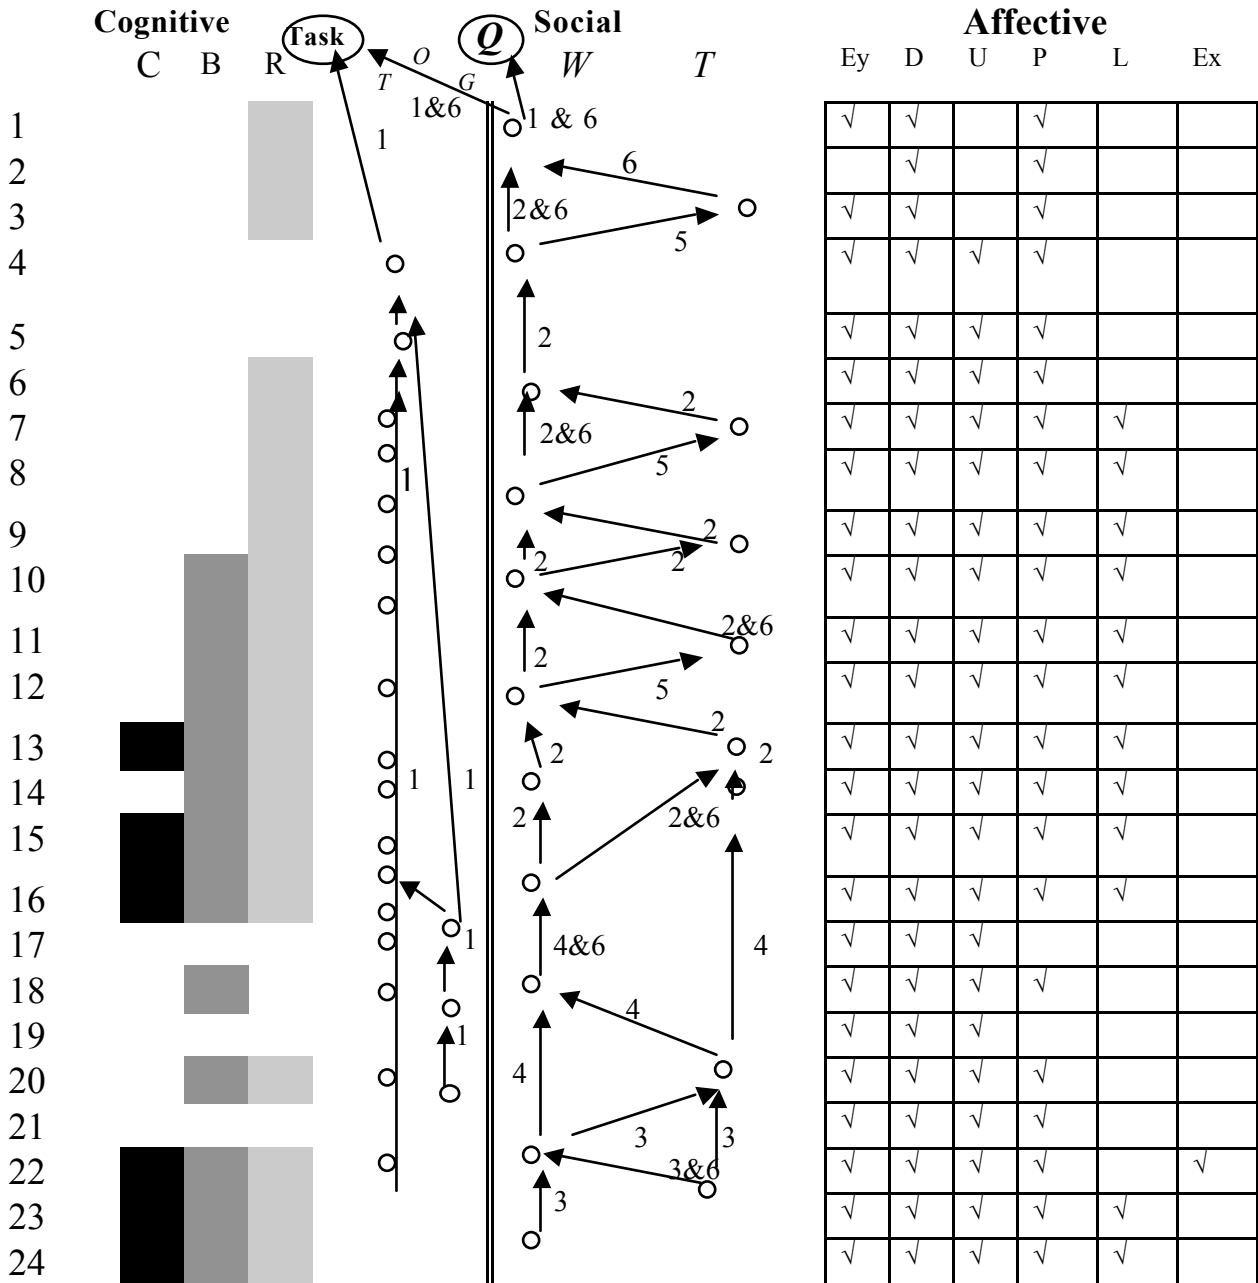 Cognitive Social Affective
Task Q
C B R O W T Ey D U P L Ex
T G
1&6
1 1 & 6 √ √ √
1
2 6 √ √
3 2&6 √ √ √
5
4 √ √ √ √
5 2 √ √ √ √
6 √ √ √ √
2
7 2&6 √ √ √ √ √
8 1 5 √ √ √ √ √
9 2 √ √ √ √ √
10 2 2 √ √ √ √ √
11 2&6 √ √ √ √ √
2
12 5 √ √ √ √ √
2
13 2 2 √ √ √ √ √
14 1 1 √ √ √ √ √
2 2&6
15 √ √ √ √ √
16 √ √ √ √ √
17 1 4&6 4 √ √ √
18 √ √ √ √
4
19 1 √ √ √
20 4 √ √ √ √
21 3 3 √ √ √ √
22 3&6 √ √ √ √ √
23 3 √ √ √ √ √
24 √ √ √ √ √